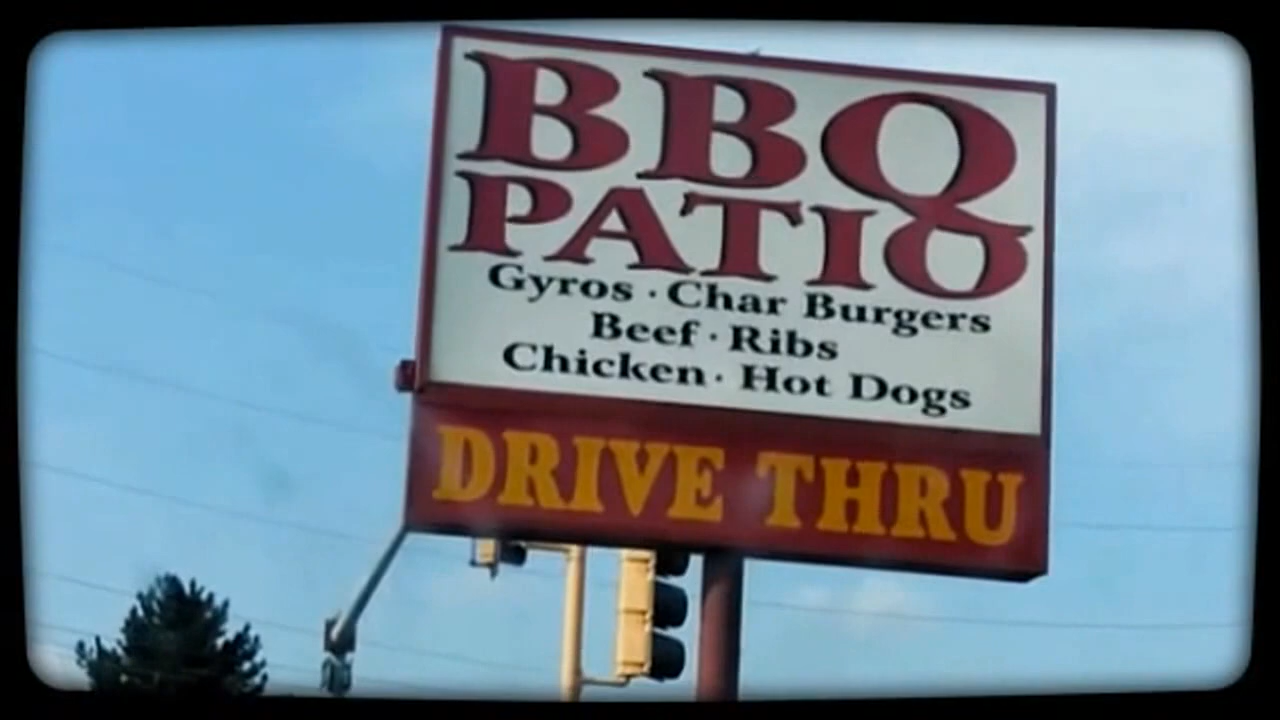 BBQ
PATIO
Gyros · Char Burgers
Beef · Ribs
Chicken · Hot Dogs
DRIVE THRU